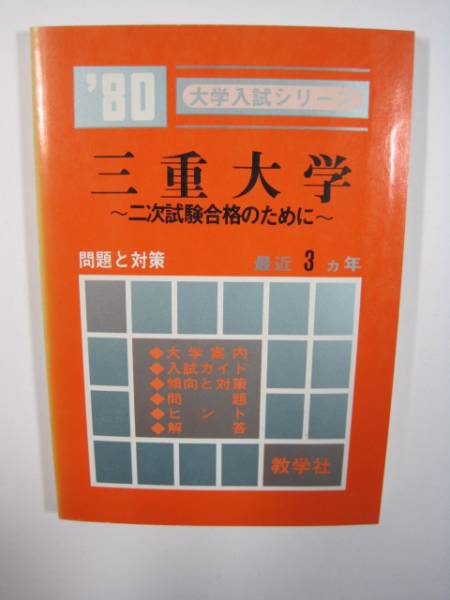 '80
大学入試シリーズ
三重大学
～二次試験合格のために～
問題と対策
最近3ヵ年
◆大学案内
◆入試ガイド
◆傾向と対策
◆問題
◆ヒント
◆解答
教学社